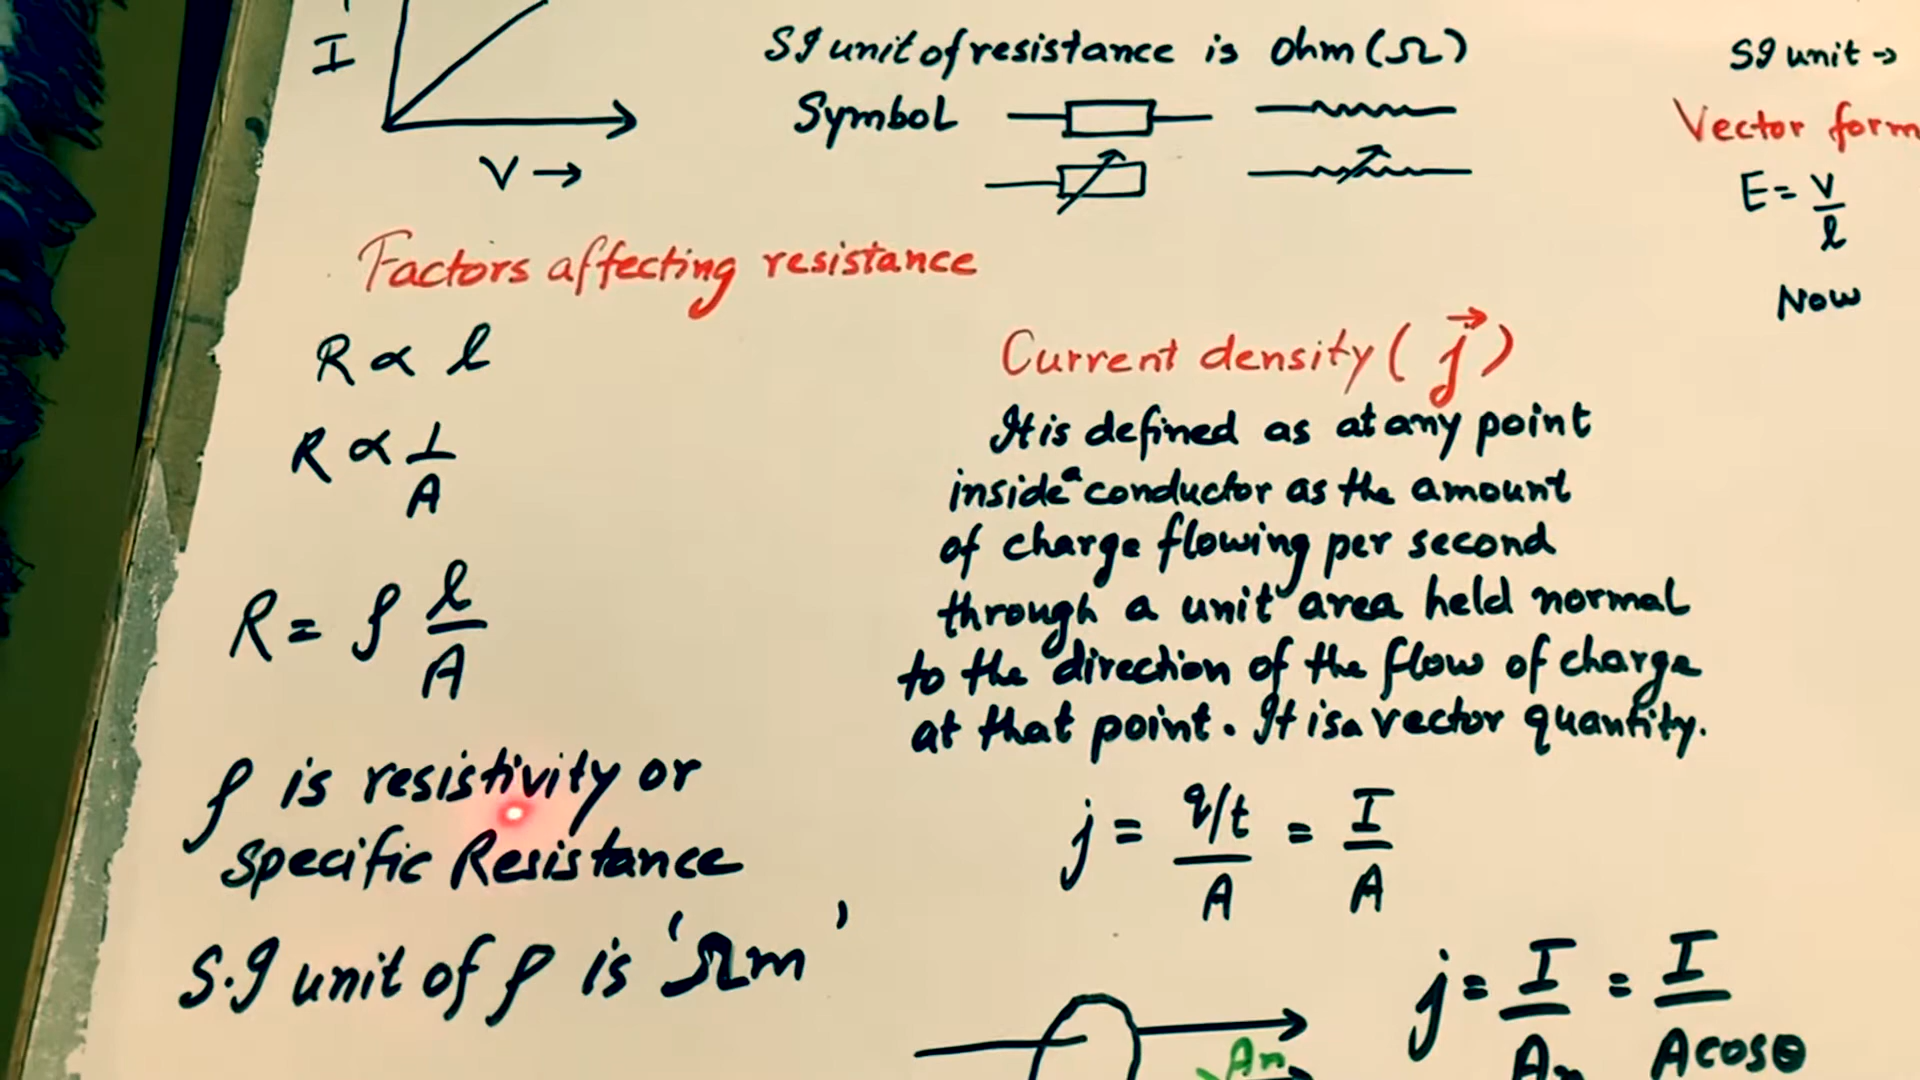 I
V →
SI unit of resistance is Ohm (Ω)
Symbol
Factors affecting resistance
R ∝ l
R ∝ 1/A
R = ρ l/A
ρ is resistivity or
Specific Resistance
S.I unit of ρ is 'Ωm'
Current density ( j⃗ )
It is defined as at any point
inside a conductor as the amount
of charge flowing per second
through a unit area held normal
to the direction of the flow of charge
at that point. It is a vector quantity.
j = q/t / A = I/A
j = I/An = I/A cosθ
An
SI unit →
Vector form
E = V/l
Now